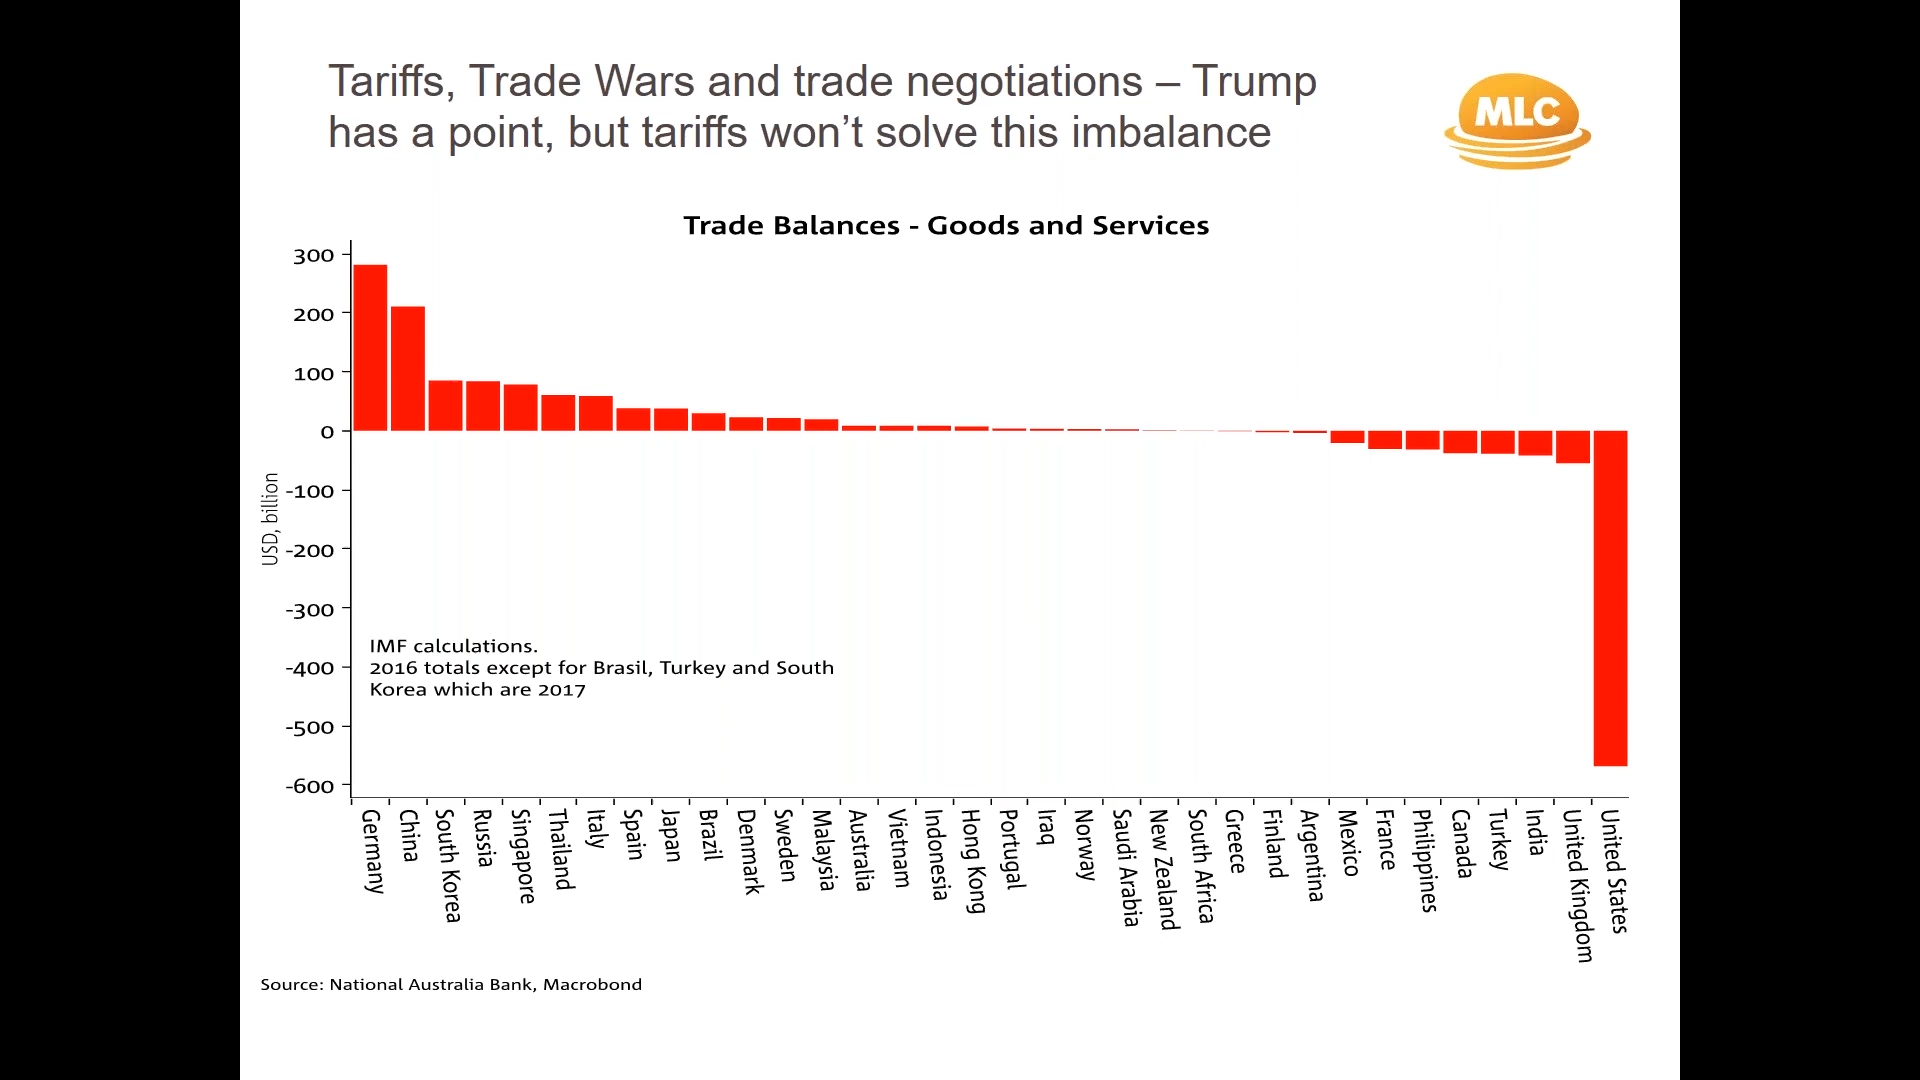 Tariffs, Trade Wars and trade negotiations – Trump
has a point, but tariffs won’t solve this imbalance
MLC
Trade Balances - Goods and Services
300
200
100
0
-100
-200
-300
-400
-500
-600
USD, billion
IMF calculations.
2016 totals except for Brasil, Turkey and South
Korea which are 2017
Germany
China
South Korea
Russia
Singapore
Thailand
Italy
Spain
Japan
Brazil
Denmark
Sweden
Malaysia
Australia
Vietnam
Indonesia
Hong Kong
Portugal
Iraq
Norway
Saudi Arabia
New Zealand
South Africa
Greece
Finland
Argentina
Mexico
France
Philippines
Canada
Turkey
India
United Kingdom
United States
Source: National Australia Bank, Macrobond